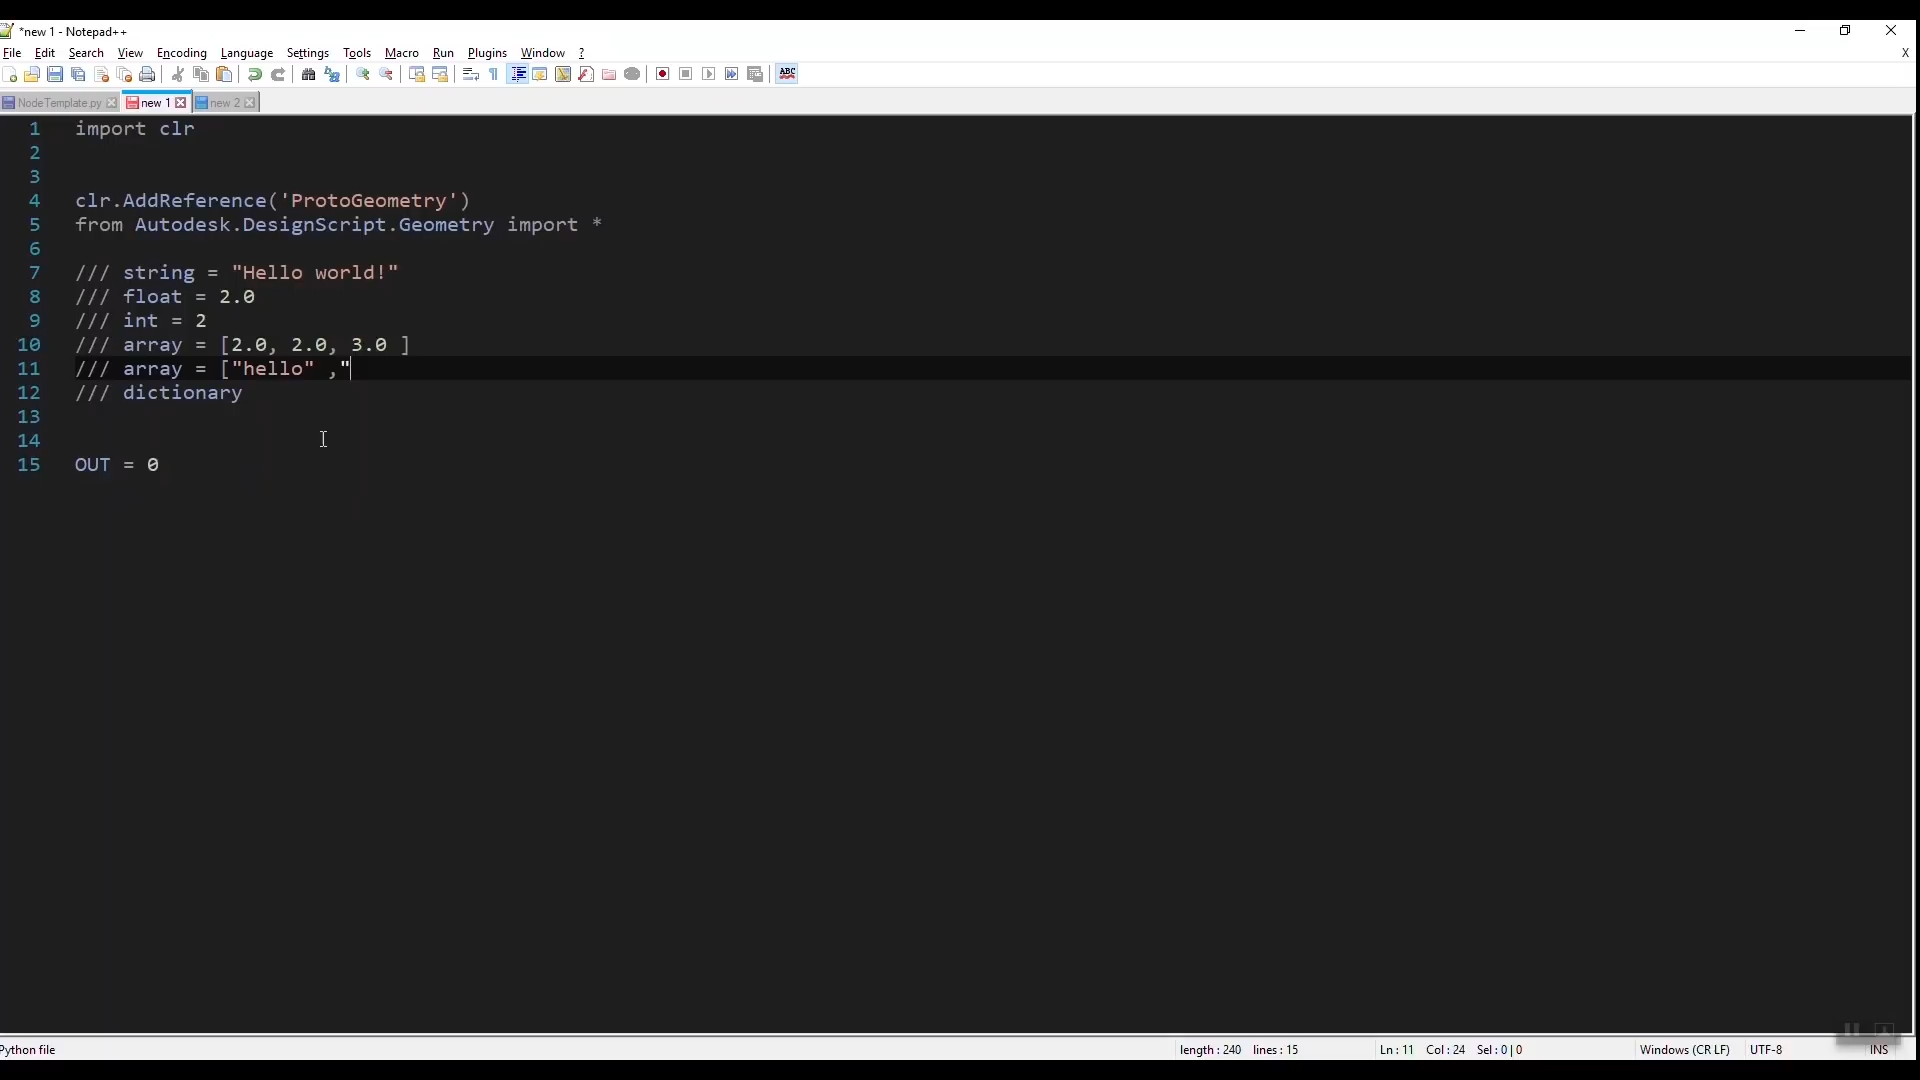 *new 1 - Notepad++
File Edit Search View Encoding Language Settings Tools Macro Run Plugins Window ? X
ABC
NodeTemplate.py new 1 new 2
1 import clr
2
3
4 clr.AddReference('ProtoGeometry')
5 from Autodesk.DesignScript.Geometry import *
6
7 /// string = "Hello world!"
8 /// float = 2.0
9 /// int = 2
10 /// array = [2.0, 2.0, 3.0 ]
11 /// array = ["hello" ,"
12 /// dictionary
13
14
15 OUT = 0
Python file length : 240 lines : 15 Ln : 11 Col : 24 Sel : 0 | 0 Windows (CR LF) UTF-8 INS